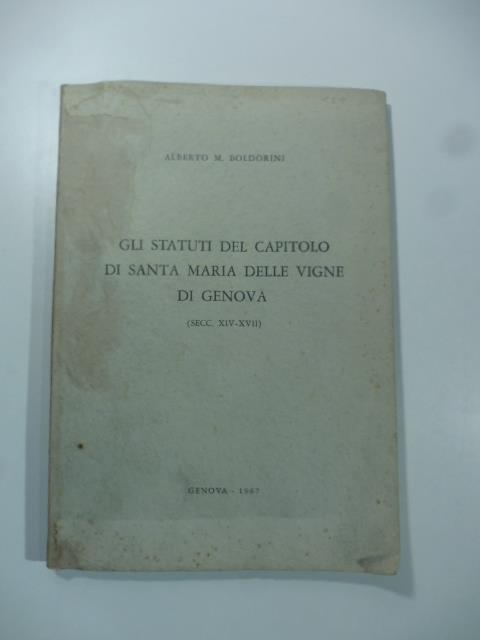 ALBERTO M. BOLDORINI
GLI STATUTI DEL CAPITOLO
DI SANTA MARIA DELLE VIGNE
DI GENOVA
(SECC. XIV-XVII)
GENOVA - 1967